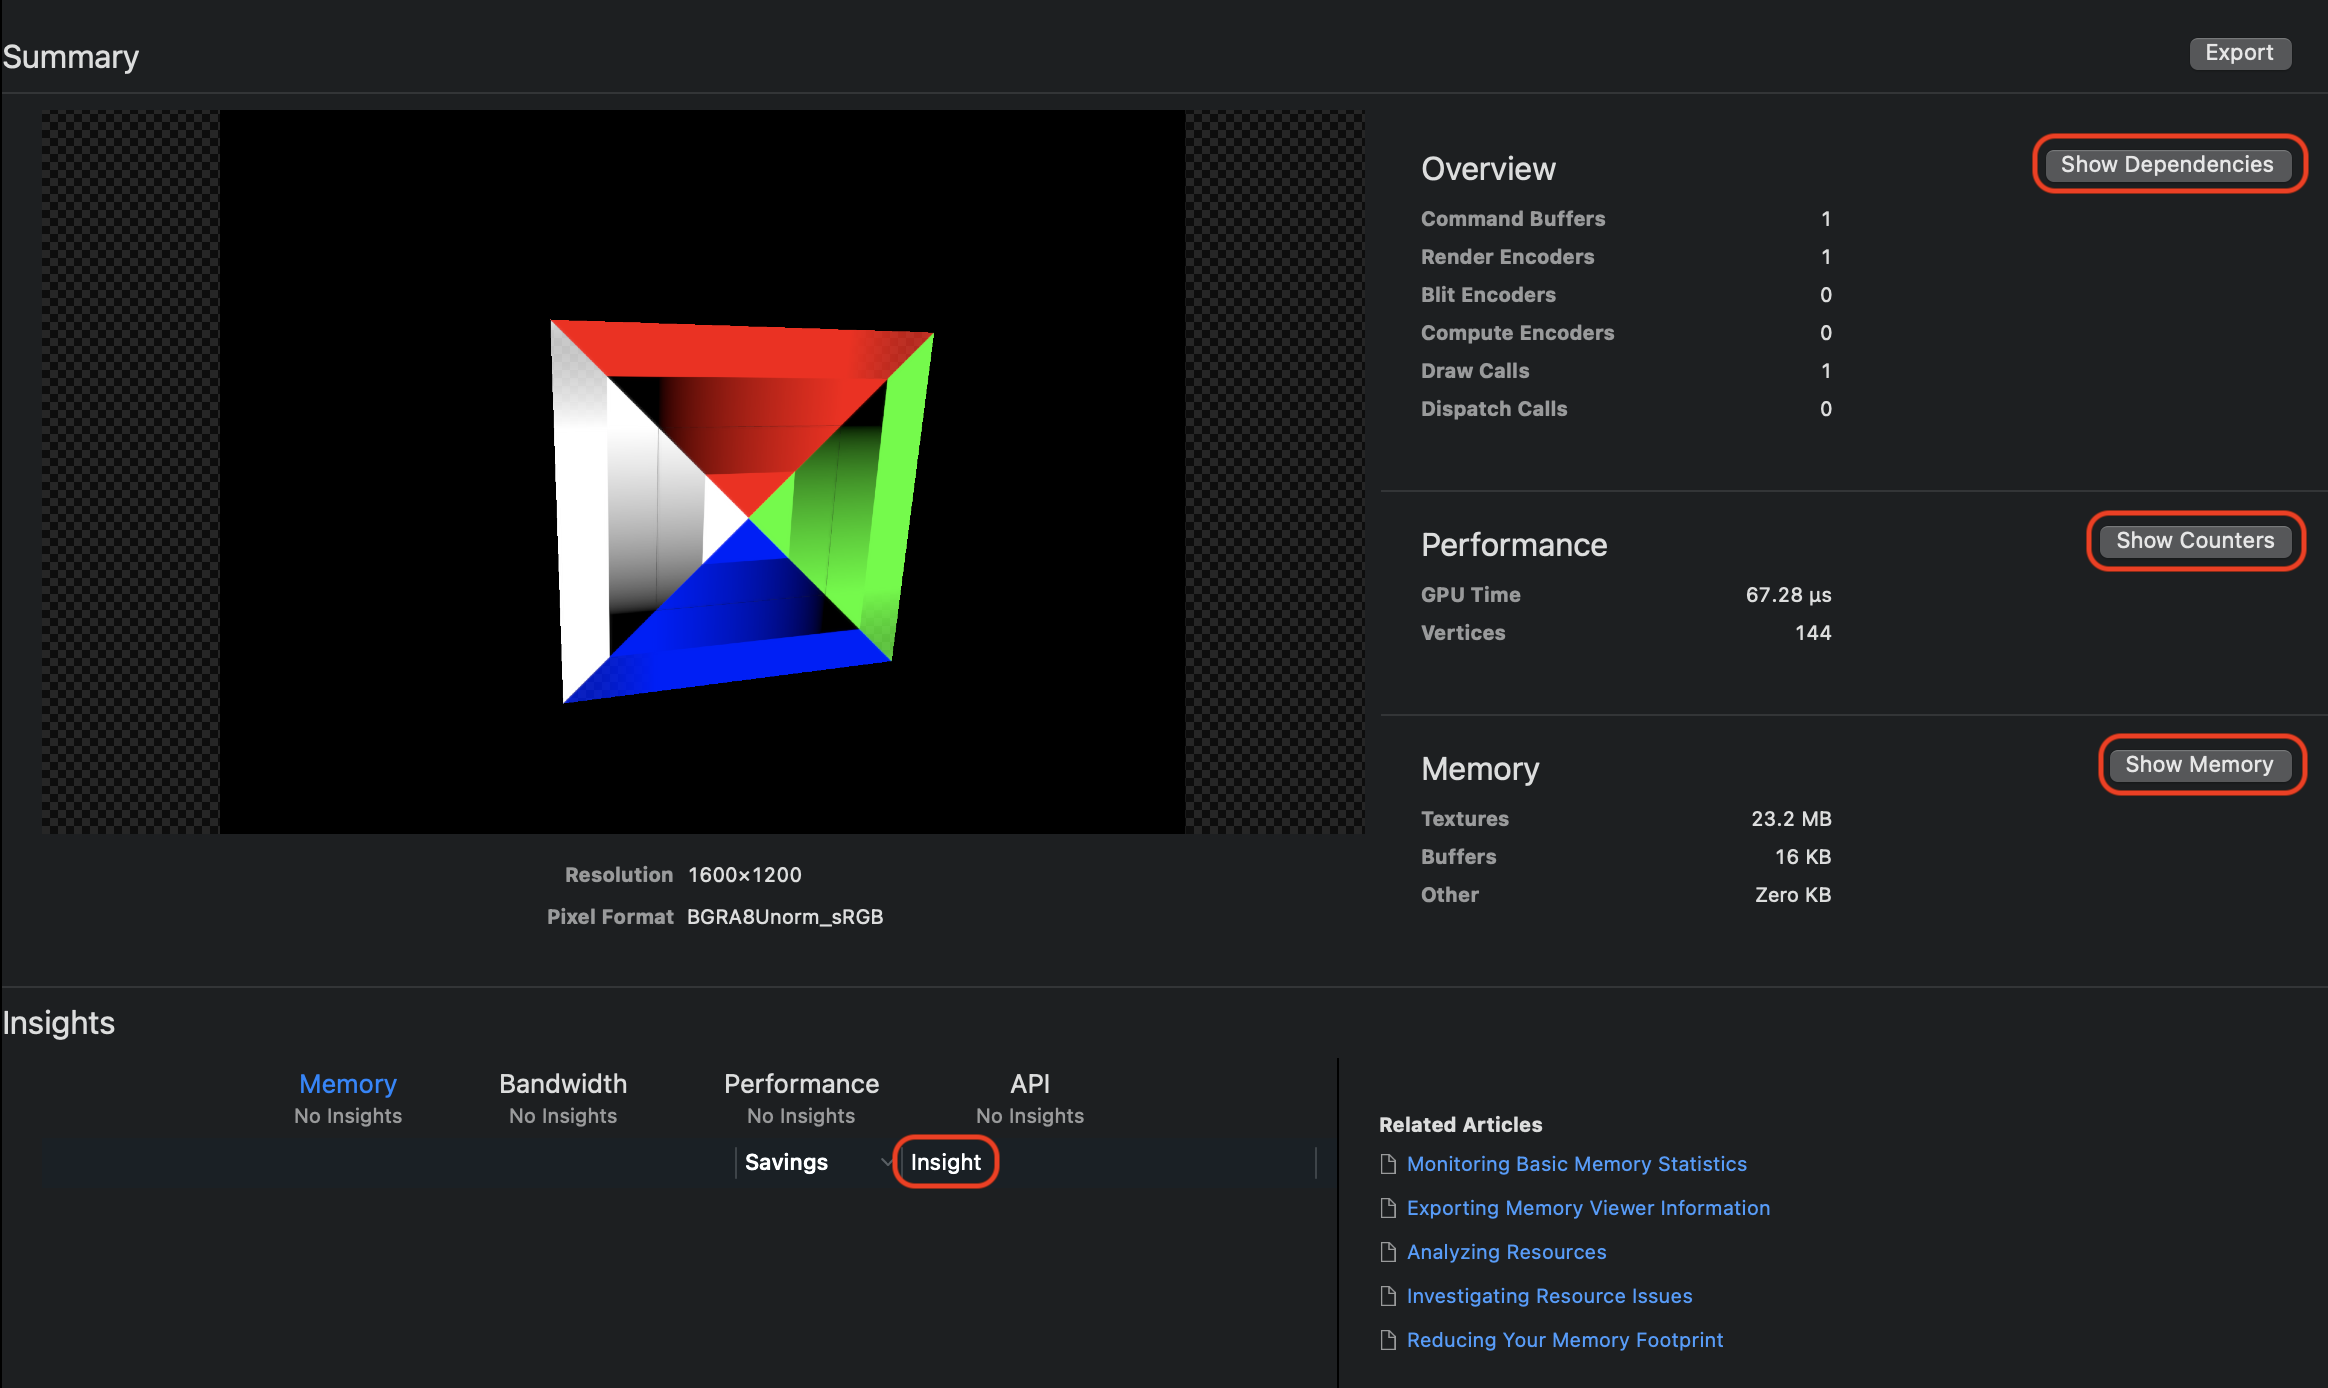 Summary
Export
Overview
Show Dependencies
Command Buffers 1
Render Encoders 1
Blit Encoders 0
Compute Encoders 0
Draw Calls 1
Dispatch Calls 0
Performance
Show Counters
GPU Time 67.28 µs
Vertices 144
Memory
Show Memory
Textures 23.2 MB
Buffers 16 KB
Other Zero KB
Resolution 1600×1200
Pixel Format BGRA8Unorm_sRGB
Insights
Memory
No Insights
Bandwidth
No Insights
Performance
No Insights
API
No Insights
Savings
Insight
Related Articles
Monitoring Basic Memory Statistics
Exporting Memory Viewer Information
Analyzing Resources
Investigating Resource Issues
Reducing Your Memory Footprint